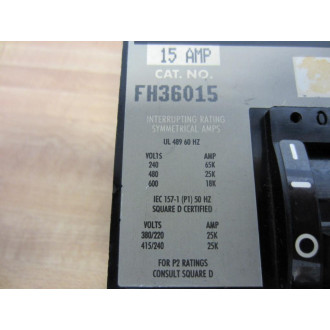 15 AMP
CAT. NO.
FH36015
INTERRUPTING RATING
SYMMETRICAL AMPS
UL 489 60 HZ
VOLTS AMP
240 65K
480 25K
600 18K
IEC 157-1 (P1) 50 HZ
SQUARE D CERTIFIED
VOLTS AMP
380/220 25K
415/240 25K
FOR P2 RATINGS
CONSULT SQUARE D
O
I
I
O